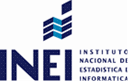 INEI
INSTITUTO
NACIONAL DE
ESTADISTICA E
INFORMATICA